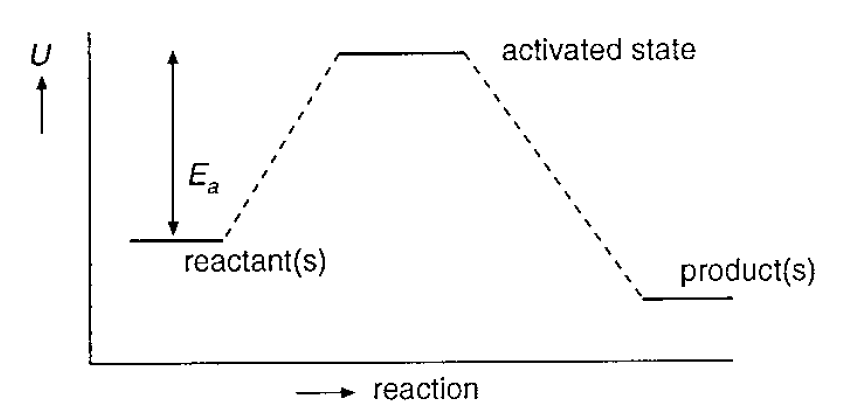 U
activated state
Eₐ
reactant(s)
product(s)
reaction